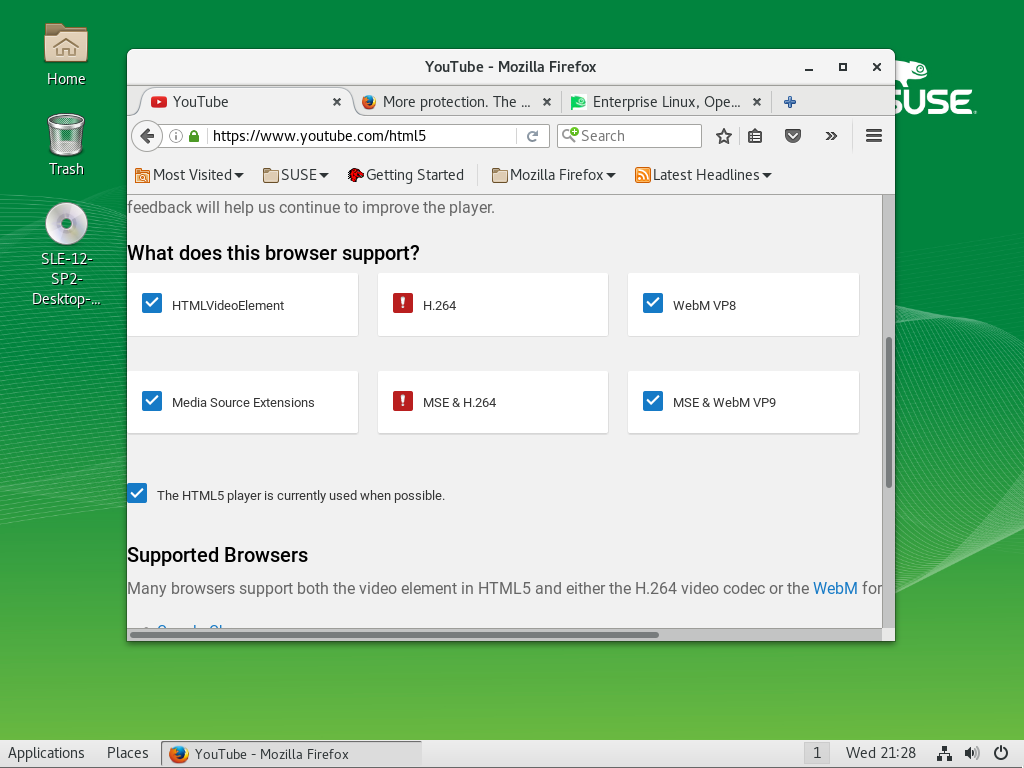 Home
Trash
SLE-12-
SP2-
Desktop-...
SUSE
YouTube - Mozilla Firefox
YouTube
More protection. The ...
Enterprise Linux, Ope...
https://www.youtube.com/html5
Search
Most Visited
SUSE
Getting Started
Mozilla Firefox
Latest Headlines
feedback will help us continue to improve the player.
What does this browser support?
HTMLVideoElement
H.264
WebM VP8
Media Source Extensions
MSE & H.264
MSE & WebM VP9
The HTML5 player is currently used when possible.
Supported Browsers
Many browsers support both the video element in HTML5 and either the H.264 video codec or the WebM for
Applications
Places
YouTube - Mozilla Firefox
1
Wed 21:28